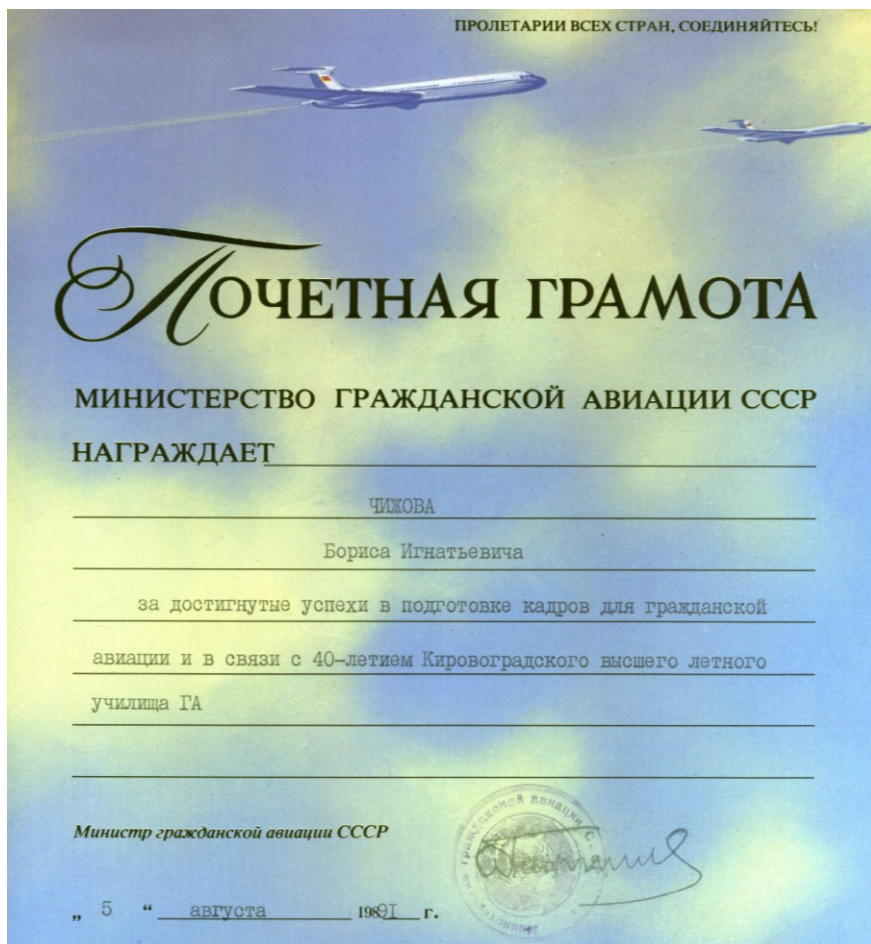 ПРОЛЕТАРИИ ВСЕХ СТРАН, СОЕДИНЯЙТЕСЬ!
ПОЧЕТНАЯ ГРАМОТА
МИНИСТЕРСТВО ГРАЖДАНСКОЙ АВИАЦИИ СССР
НАГРАЖДАЕТ
ЧИЖОВА
Бориса Игнатьевича
за достигнутые успехи в подготовке кадров для гражданской
авиации и в связи с 40-летием Кировоградского высшего летного
училища ГА
Министр гражданской авиации СССР
„ 5 “ августа 1991 г.